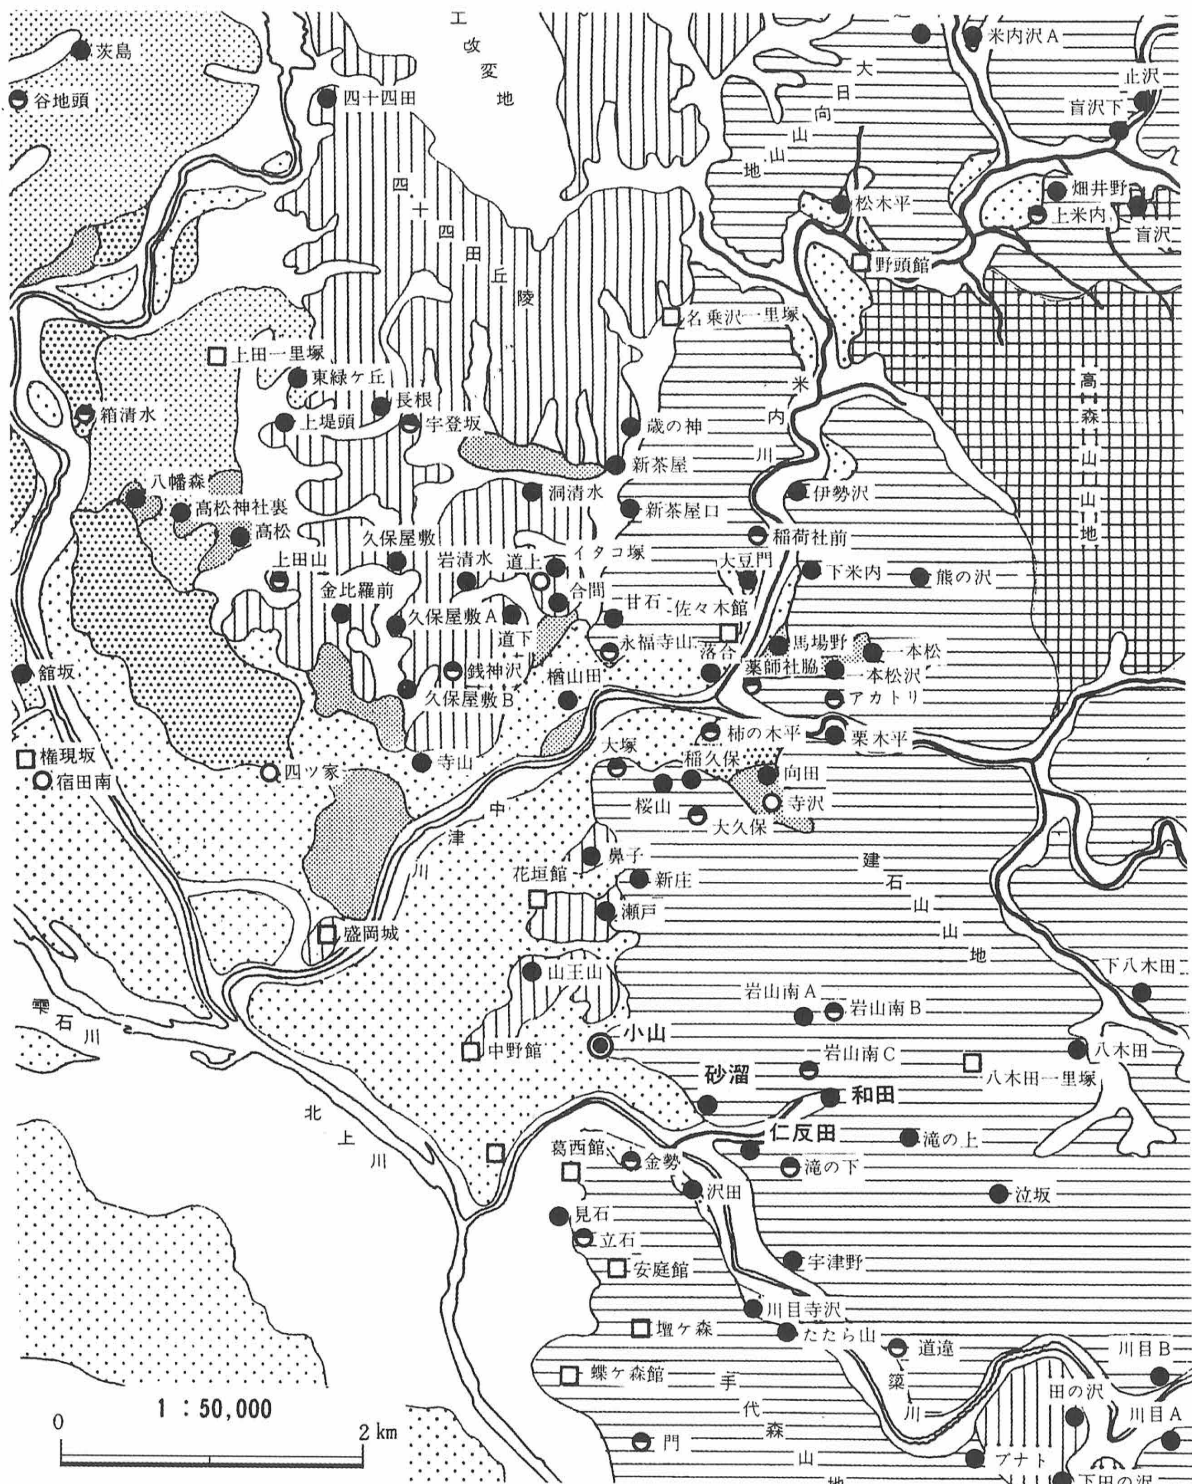 工改変地
米内沢A
茨島
大日向山山地
止沢
谷地頭
四十四田
盲沢下
四十四田丘陵
畑井野
松木平
上米内
盲沢
野頭館
名乗沢一里塚
上田一里塚
東緑ケ丘
米内川
高森山山地
長根
箱清水
上堤頭
宇登坂
歳の神
新茶屋
八幡森
洞清水
伊勢沢
高松神社裏
新茶屋口
高松
久保屋敷
稲荷社前
上田山
岩清水
道上
イタコ塚
大豆門
下米内
熊の沢
金比羅前
合間
甘石
佐々木館
久保屋敷A
道下
永福寺山
馬場野
一本松
落合
舘坂
銭神沢
楢山田
薬師社脇
一本松沢
久保屋敷B
アカトリ
権現坂
柿の木平
栗木平
宿田南
四ツ家
寺山
大塚
稲久保
向田
桜山
寺沢
中津川
大久保
鼻子
建石山山地
花垣館
新庄
瀬戸
盛岡城
山王山
下八木田
岩山南A
岩山南B
雫石川
小山
中野館
岩山南C
八木田
八木田一里塚
砂溜
和田
北上川
仁反田
滝の上
葛西館
金勢
滝の下
沢田
泣坂
見石
立石
安庭館
宇津野
川目寺沢
壇ケ森
たたら山
道違
川目B
蝶ケ森館
簗川
田の沢
川目A
手代森山地
門
ブナト
下田の沢
1 : 50,000
0
2km